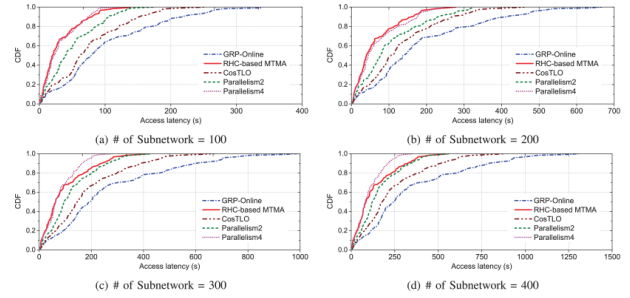 1.0
0.8
0.6
0.4
0.2
0.0
CDF
GRP-Online
RHC-based MTMA
CosTLO
Parallelism2
Parallelism4
0 100 200 300 400
Access latency (s)
(a) # of Subnetwork = 100
1.0
0.8
0.6
0.4
0.2
0.0
CDF
GRP-Online
RHC-based MTMA
CosTLO
Parallelism2
Parallelism4
0 100 200 300 400 500 600 700
Access latency (s)
(b) # of Subnetwork = 200
1.0
0.8
0.6
0.4
0.2
0.0
CDF
GRP-Online
RHC-based MTMA
CosTLO
Parallelism2
Parallelism4
0 200 400 600 800 1000
Access latency (s)
(c) # of Subnetwork = 300
1.0
0.8
0.6
0.4
0.2
0.0
CDF
GRP-Online
RHC-based MTMA
CosTLO
Parallelism2
Parallelism4
0 250 500 750 1000 1250 1500
Access latency (s)
(d) # of Subnetwork = 400